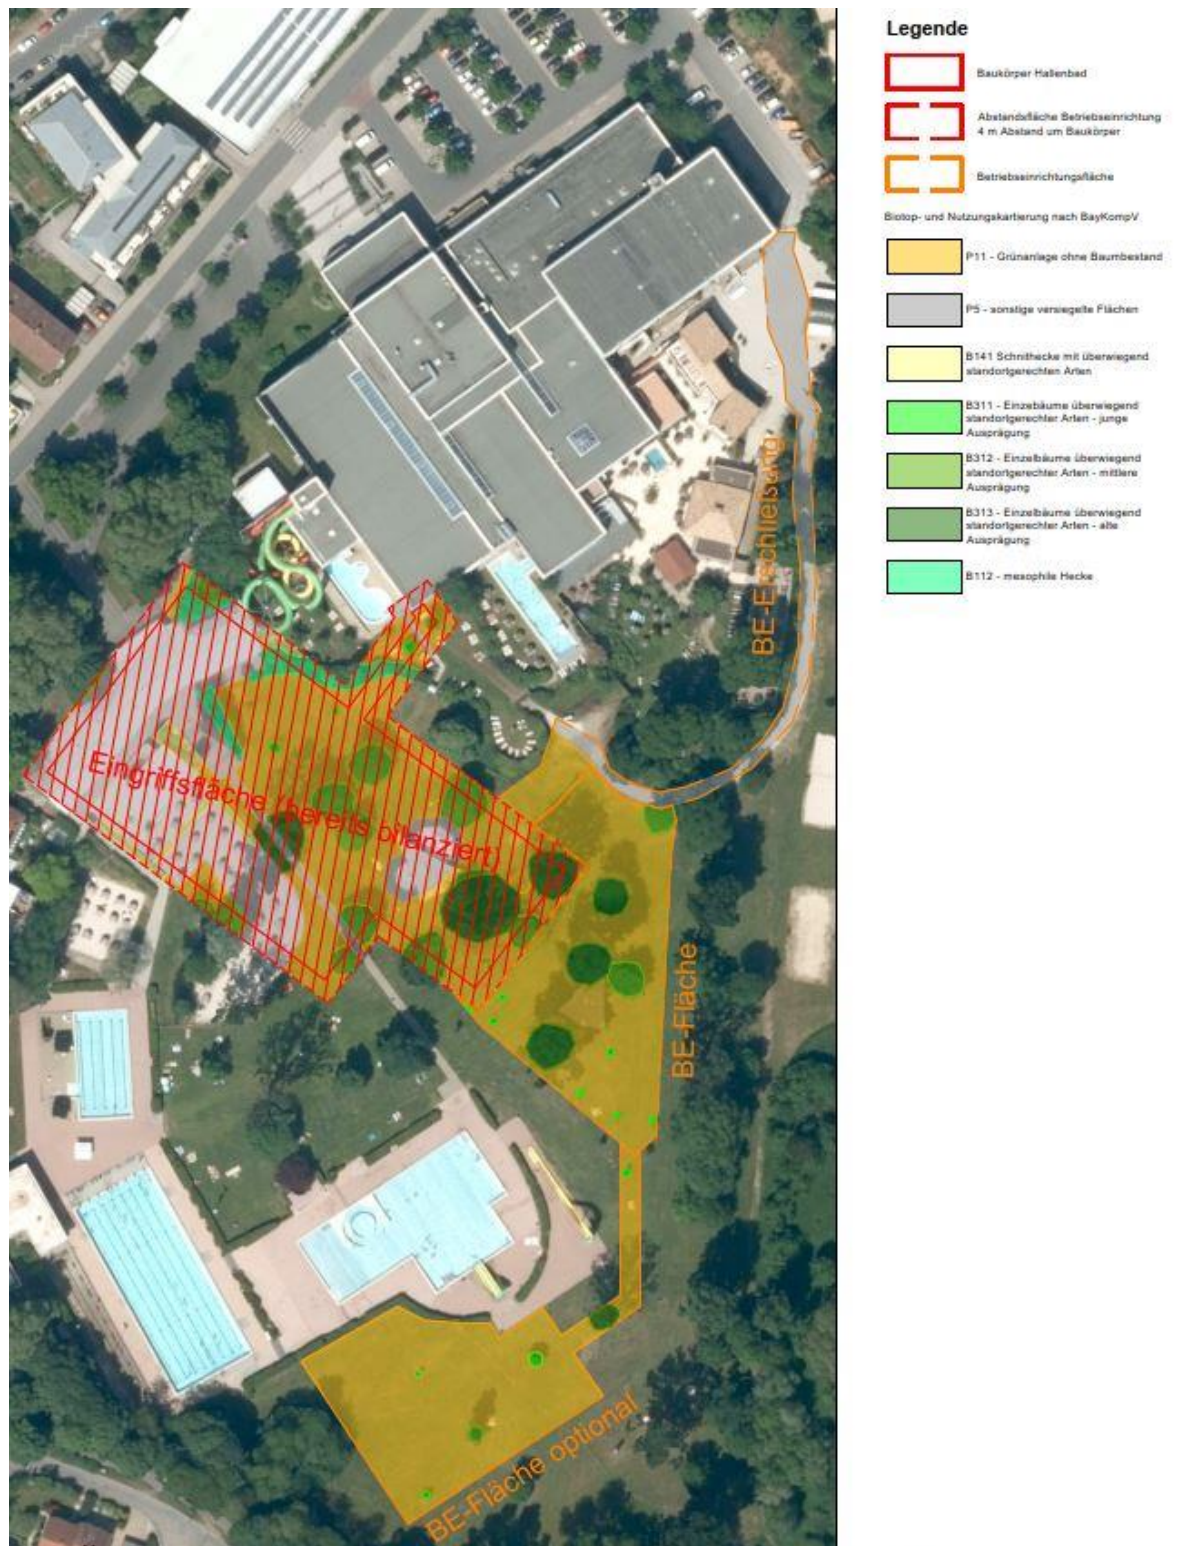 Legende
Baukörper Hallenbad
Abstandsfläche Betriebseinrichtung
4 m Abstand um Baukörper
Betriebseinrichtungsfläche
Biotop- und Nutzungskartierung nach BayKompV
P11 - Grünanlage ohne Baumbestand
P5 - sonstige versiegelte Flächen
B141 Schnithecke mit überwiegend
standortgerechten Arten
B311 - Einzebäume überwiegend
standortgerechter Arten - junge
Ausprägung
B312 - Einzelbäume überwiegend
standortgerechter Arten - mittlere
Ausprägung
B313 - Einzelbäume überwiegend
standortgerechter Arten - alte
Ausprägung
B112 - mesophile Hecke
BE-Erschließung
Eingriffsfläche (bereits bilanziert)
BE-Fläche
BE-Fläche optional